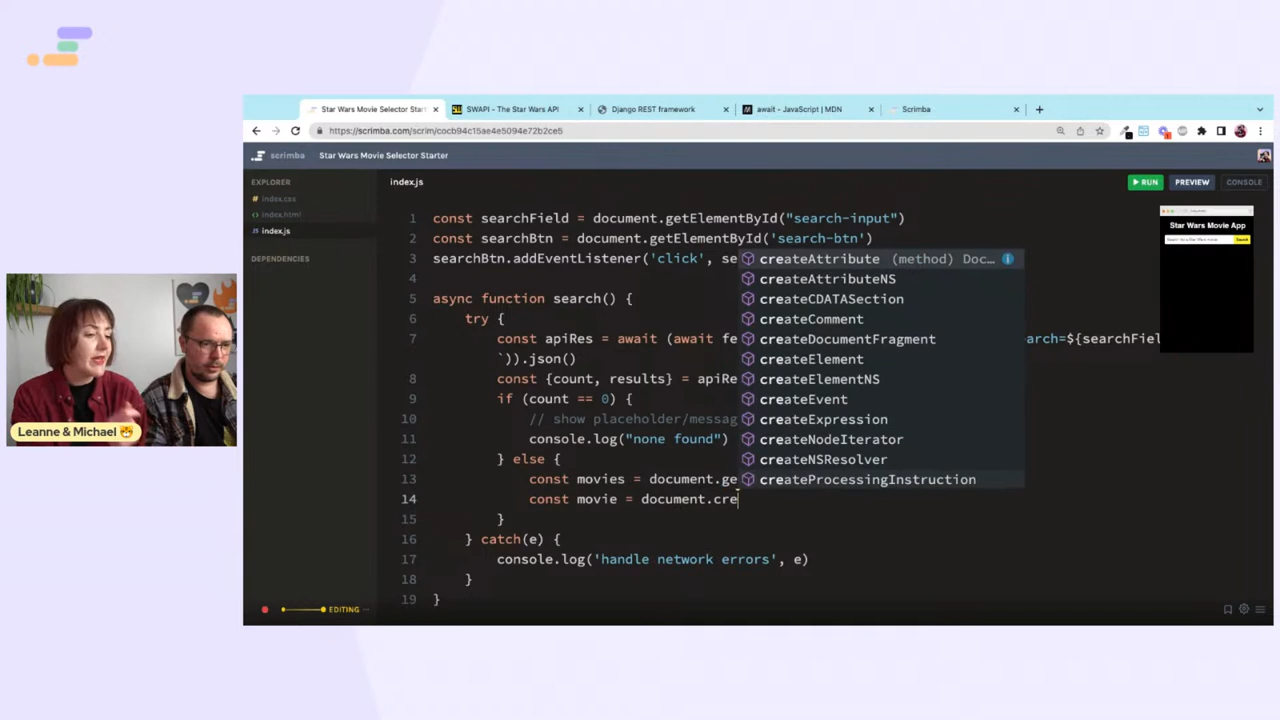 Star Wars Movie Selector Start
SWAPI - The Star Wars API
Django REST framework
await - JavaScript | MDN
Scrimba
https://scrimba.com/scrim/cocb94c15ae4e5094e72b2ce5
scrimba
Star Wars Movie Selector Starter
EXPLORER
index.css
index.html
index.js
DEPENDENCIES
index.js
RUN
PREVIEW
CONSOLE
1 const searchField = document.getElementById("search-input")
2 const searchBtn = document.getElementById('search-btn')
3 searchBtn.addEventListener('click', se
4
5 async function search() {
6 try {
7 const apiRes = await (await fe arch=${searchFiel
`)).json()
8 const {count, results} = apiRe
9 if (count == 0) {
10 // show placeholder/messag
11 console.log("none found")
12 } else {
13 const movies = document.ge
14 const movie = document.cre
15 }
16 } catch(e) {
17 console.log('handle network errors', e)
18 }
19 }
createAttribute (method) Doc…
createAttributeNS
createCDATASection
createComment
createDocumentFragment
createElement
createElementNS
createEvent
createExpression
createNodeIterator
createNSResolver
createProcessingInstruction
Star Wars Movie App
Search
EDITING
Leanne & Michael